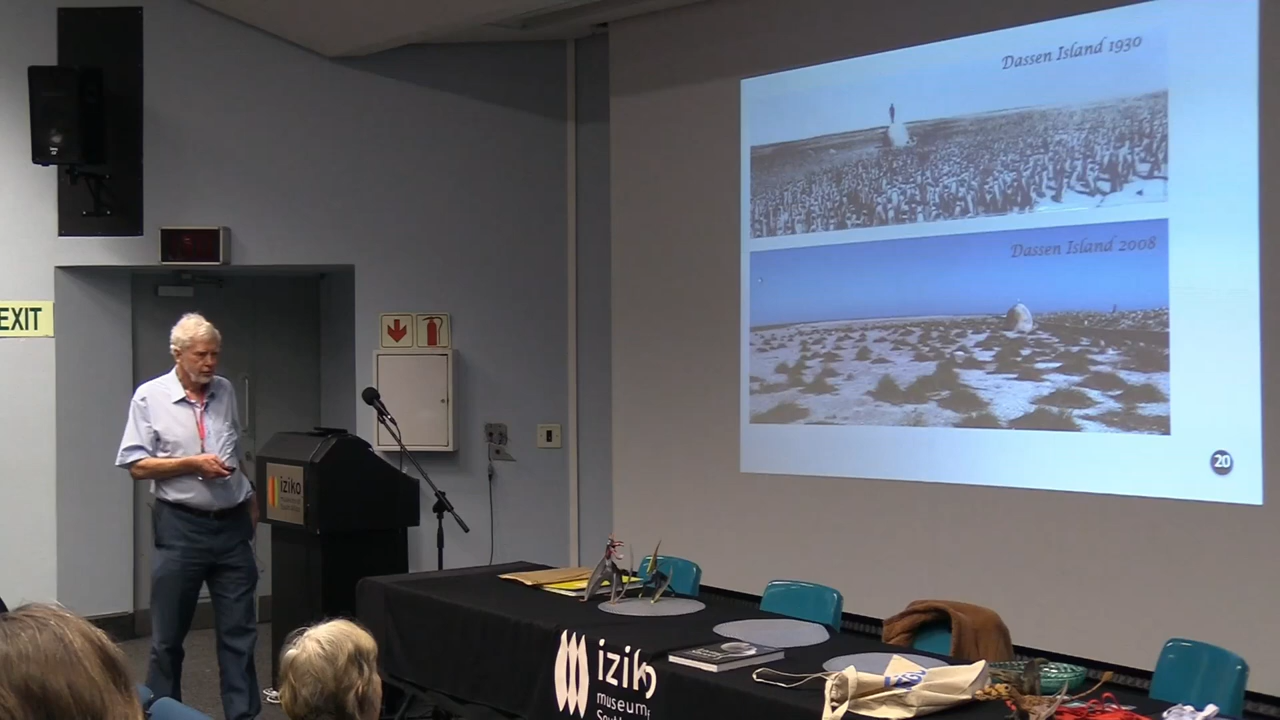 Dassen Island 1930
Dassen Island 2008
20
EXIT
iziko
iziko
museums